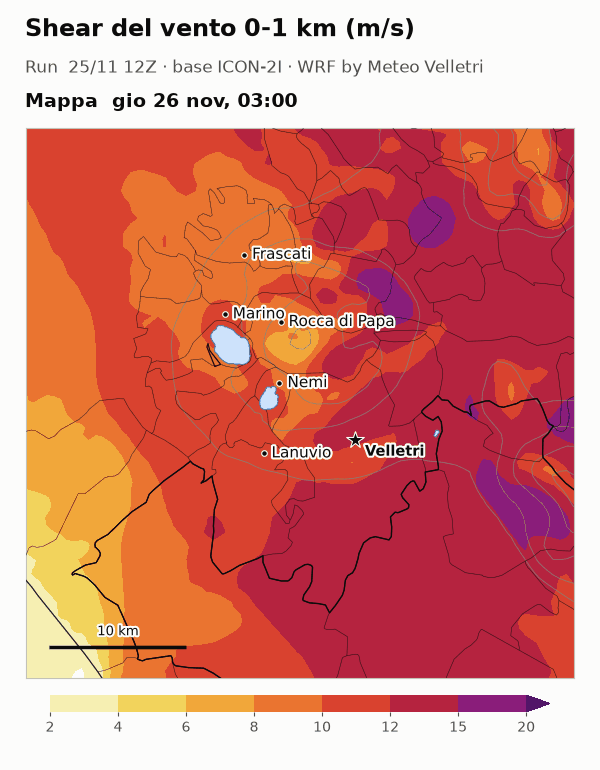 Shear del vento 0-1 km (m/s)
Run  25/11 12Z · base ICON-2I · WRF by Meteo Velletri
Mappa  gio 26 nov, 03:00
Frascati
Marino
Rocca di Papa
Nemi
Velletri
Lanuvio
10 km
2 4 6 8 10 12 15 20